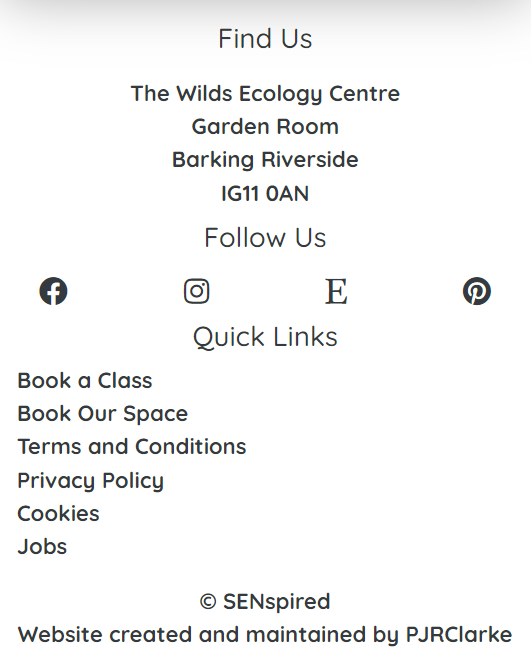 Find Us
The Wilds Ecology Centre
Garden Room
Barking Riverside
IG11 0AN
Follow Us
E
Quick Links
Book a Class
Book Our Space
Terms and Conditions
Privacy Policy
Cookies
Jobs
© SENspired
Website created and maintained by PJRClarke